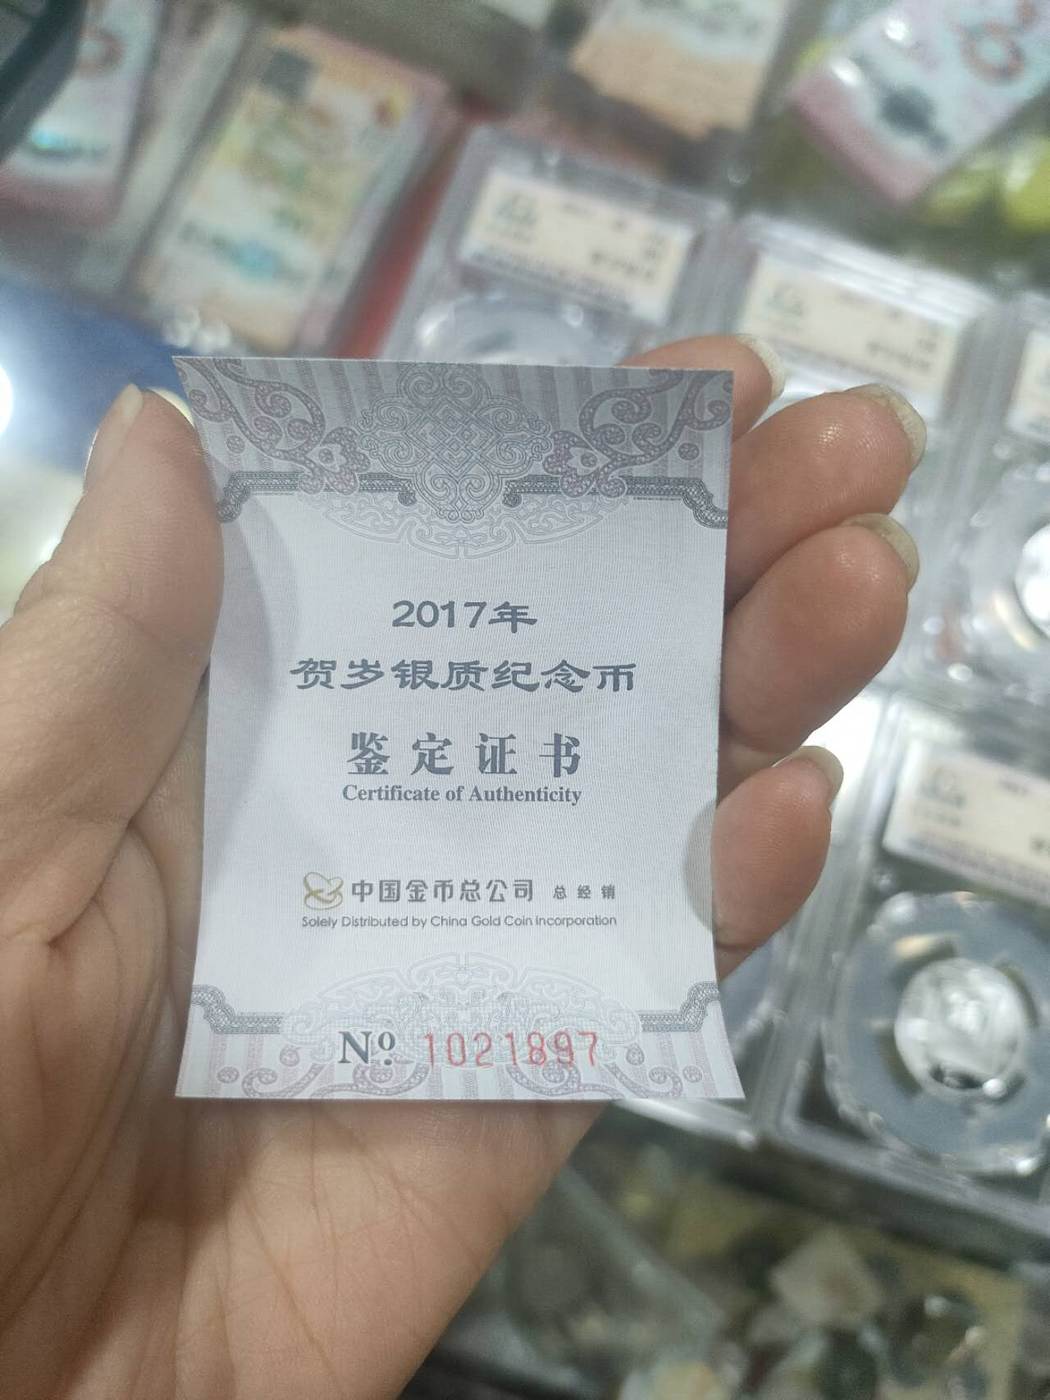 2017年
贺岁银质纪念币
鉴定证书
Certificate of Authenticity
中国金币总公司 总经销
Solely Distributed by China Gold Coin Incorporation
Nº 1021897